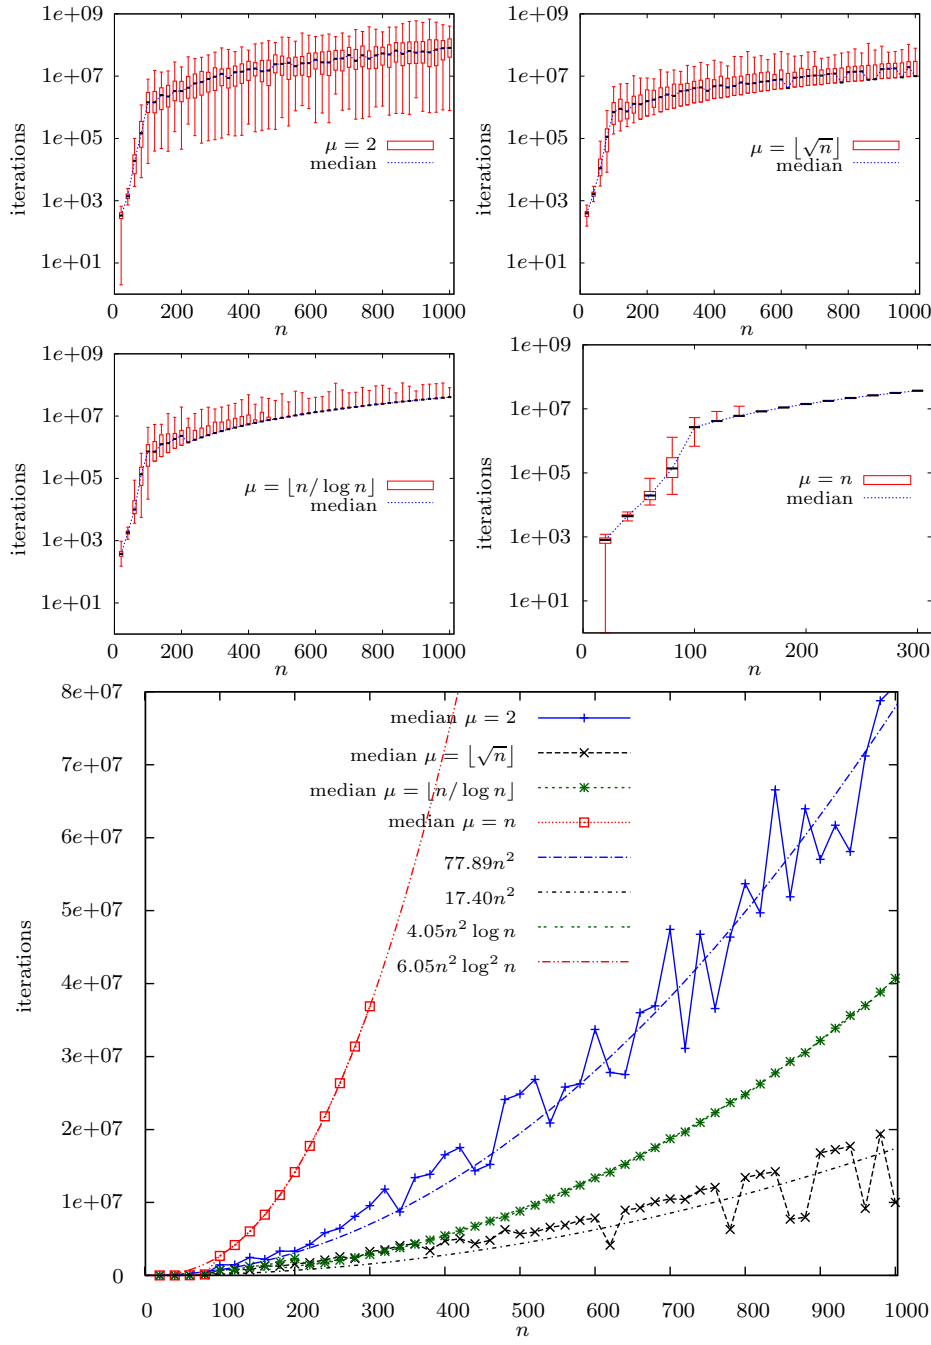 1e+09
1e+07
1e+05
1e+03
1e+01
iterations
μ = 2
median
0 200 400 600 800 1000
n
1e+09
1e+07
1e+05
1e+03
1e+01
iterations
μ = ⌊√n⌋
median
0 200 400 600 800 1000
n
1e+09
1e+07
1e+05
1e+03
1e+01
iterations
μ = ⌊n/ log n⌋
median
0 200 400 600 800 1000
n
1e+09
1e+07
1e+05
1e+03
1e+01
iterations
μ = n
median
0 100 200 300
n
8e+07
7e+07
6e+07
5e+07
4e+07
3e+07
2e+07
1e+07
0
iterations
median μ = 2
median μ = ⌊√n⌋
median μ = ⌊n/ log n⌋
median μ = n
77.89n²
17.40n²
4.05n² log n
6.05n² log² n
0 100 200 300 400 500 600 700 800 900 1000
n